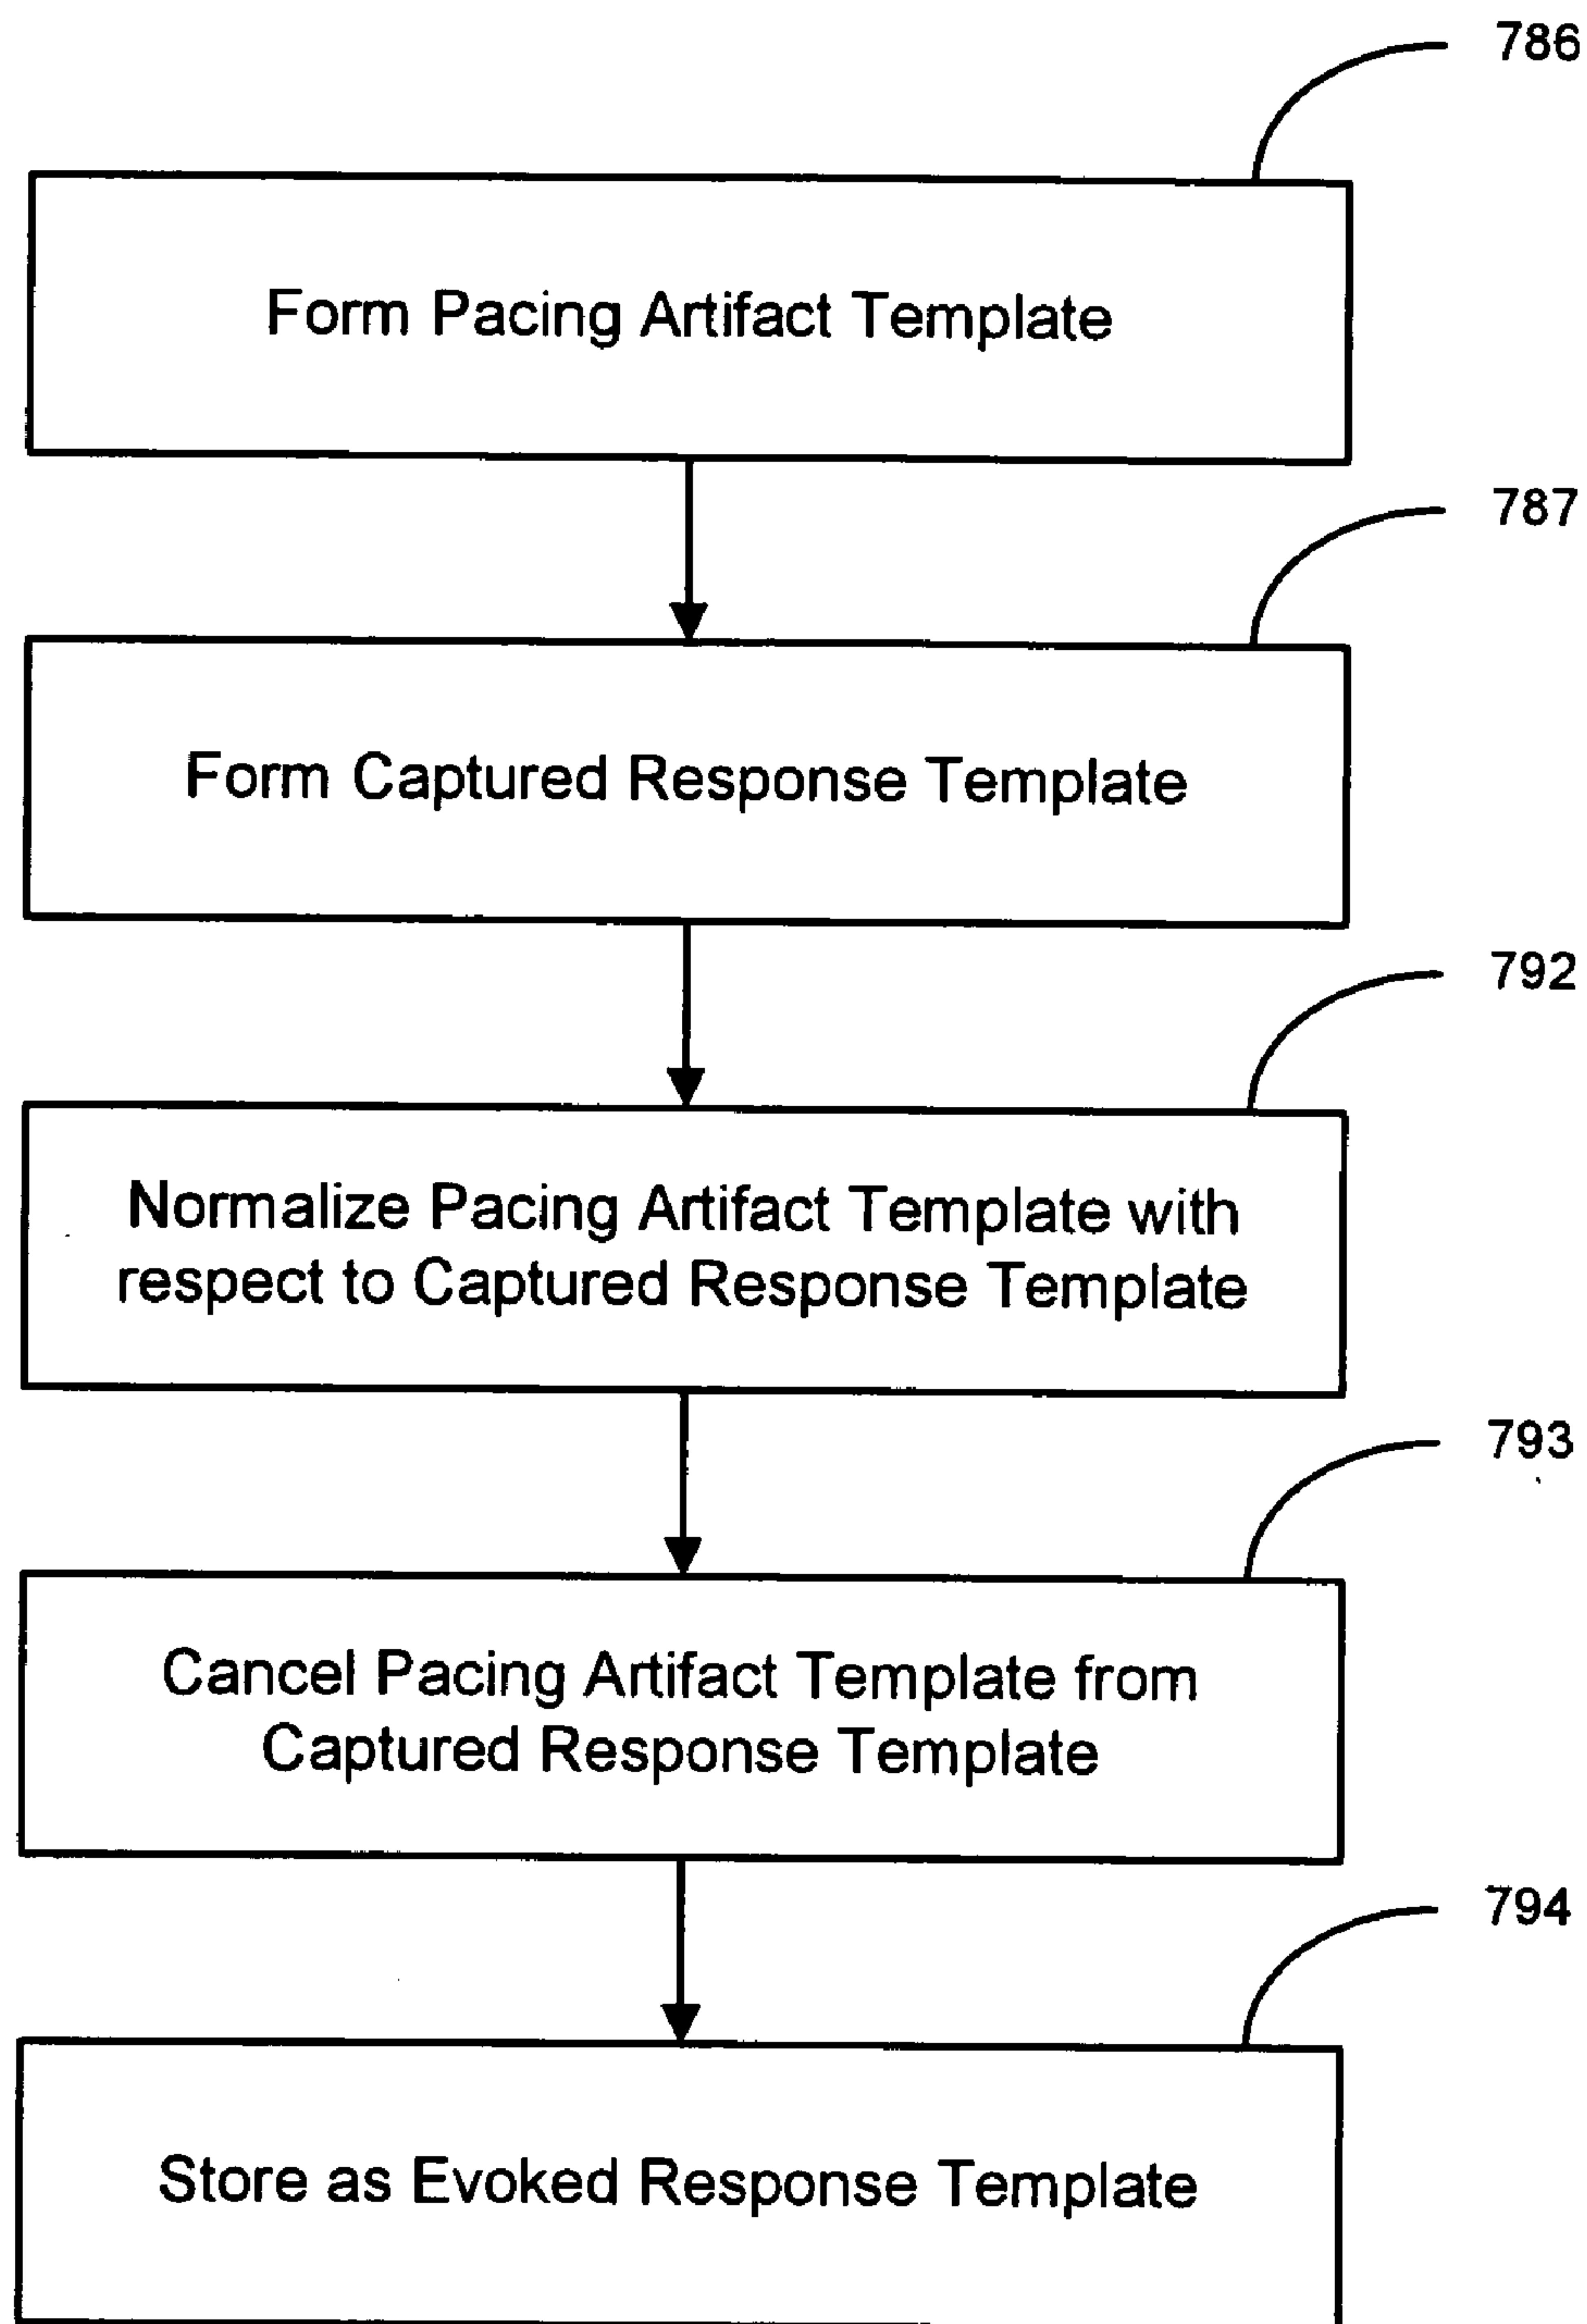 786
Form Pacing Artifact Template
787
Form Captured Response Template
792
Normalize Pacing Artifact Template with
respect to Captured Response Template
793
Cancel Pacing Artifact Template from
Captured Response Template
794
Store as Evoked Response Template